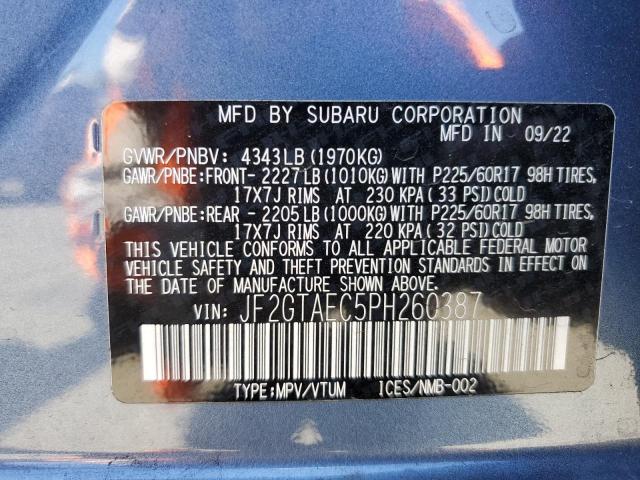 MFD BY SUBARU CORPORATION
MFD IN 09/22
GVWR/PNBV: 4343LB (1970KG)
GAWR/PNBE:FRONT- 2227LB (1010KG) WITH P225/60R17 98H TIRES,
17X7J RIMS AT 230 KPA (33 PSI) COLD
GAWR/PNBE:REAR - 2205LB (1000KG) WITH P225/60R17 98H TIRES,
17X7J RIMS AT 220 KPA (32 PSI) COLD
THIS VEHICLE CONFORMS TO ALL APPLICABLE FEDERAL MOTOR
VEHICLE SAFETY AND THEFT PREVENTION STANDARDS IN EFFECT ON
THE DATE OF MANUFACTURE SHOWN ABOVE.
VIN: JF2GTAEC5PH260387
TYPE:MPV/VTUM ICES/NMB-002